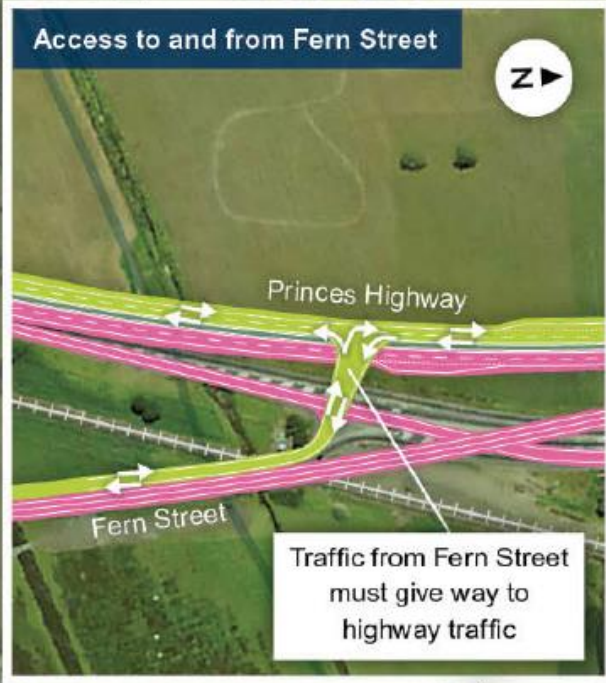 Access to and from Fern Street
N
Princes Highway
Fern Street
Traffic from Fern Street
must give way to
highway traffic